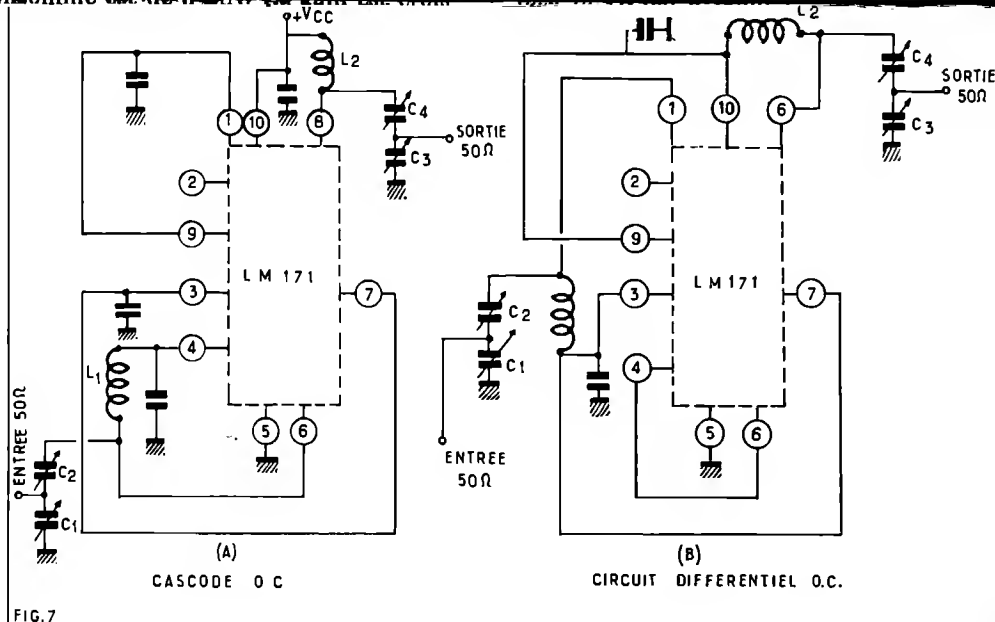 +VCC
L2
1
10
8
C4
SORTIE
50Ω
C3
2
9
LM171
3
7
4
L1
5
6
ENTREE 50Ω
C2
C1
(A)
CASCODE O C
L2
C4
SORTIE
50Ω
C3
1
10
6
2
9
LM171
3
7
C2
C1
4
5
6
ENTREE
50Ω
(B)
CIRCUIT DIFFERENTIEL O.C.
FIG.7